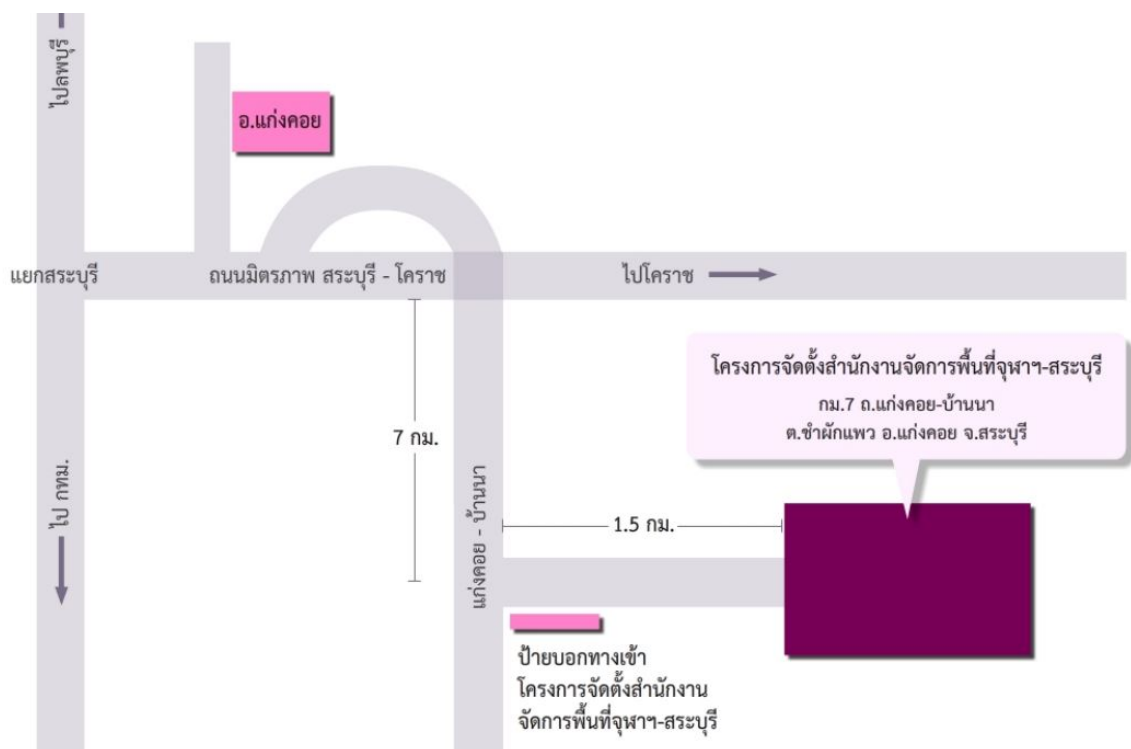 ไปลพบุรี
อ.แก่งคอย
แยกสระบุรี
ถนนมิตรภาพ สระบุรี - โคราช
ไปโคราช
โครงการจัดตั้งสำนักงานจัดการพื้นที่จุฬาฯ-สระบุรี
กม.7 ถ.แก่งคอย-บ้านนา
ต.ชำผักแพว อ.แก่งคอย จ.สระบุรี
7 กม.
ไป กทม.
แก่งคอย - บ้านนา
1.5 กม.
ป้ายบอกทางเข้า
โครงการจัดตั้งสำนักงาน
จัดการพื้นที่จุฬาฯ-สระบุรี